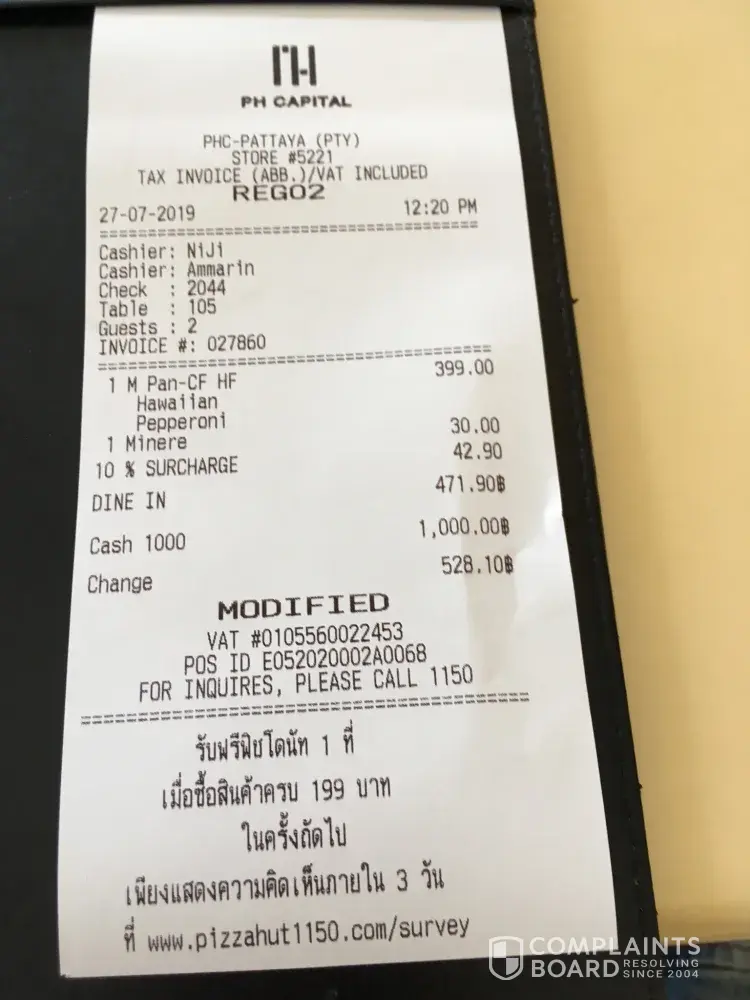 PH
PH CAPITAL
PHC-PATTAYA (PTY)
STORE #5221
TAX INVOICE (ABB.)/VAT INCLUDED
REG02
27-07-2019 12:20 PM
Cashier: NiJi
Cashier: Ammarin
Check : 2044
Table : 105
Guests : 2
INVOICE #: 027860
1 M Pan-CF HF 399.00
Hawaiian
Pepperoni
1 Minere 30.00
10 % SURCHARGE 42.90
DINE IN 471.90฿
Cash 1000 1,000.00฿
Change 528.10฿
MODIFIED
VAT #0105560022453
POS ID E052020002A0068
FOR INQUIRES, PLEASE CALL 1150
รับฟรีฟิชโดนัท 1 ที่
เมื่อซื้อสินค้าครบ 199 บาท
ในครั้งถัดไป
เพียงแสดงความคิดเห็นภายใน 3 วัน
ที่ www.pizzahut1150.com/survey
COMPLAINTS
BOARD RESOLVING SINCE 2004